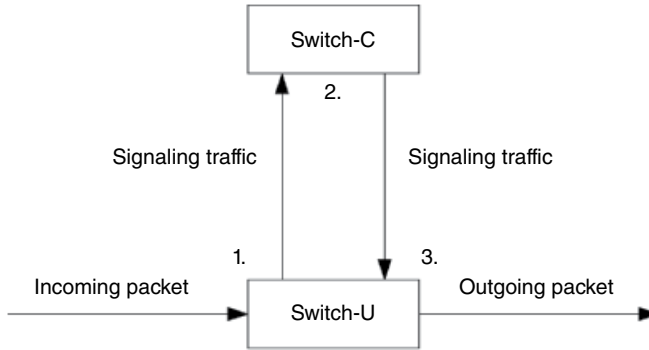 Switch-C
2.
Signaling traffic
Signaling traffic
1.
3.
Incoming packet
Outgoing packet
Switch-U